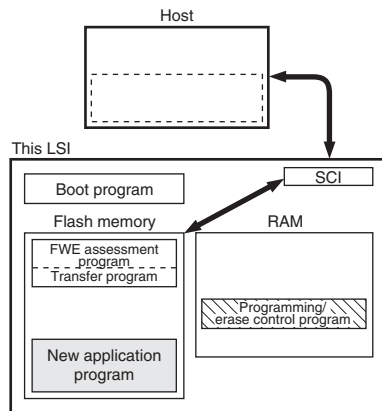 Host
This LSI
SCI
Boot program
Flash memory
RAM
FWE assessment
program
Transfer program
Programming/
erase control program
New application
program